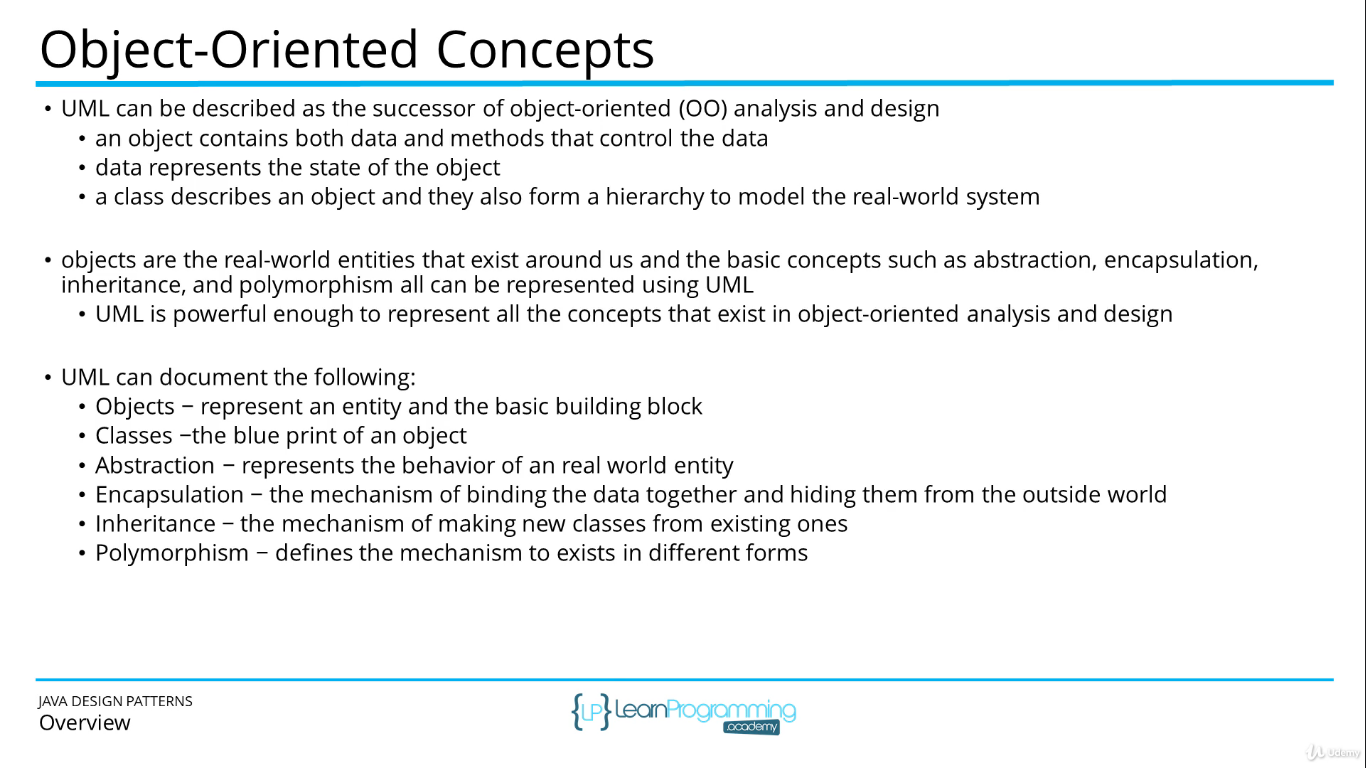 Object-Oriented Concepts
• UML can be described as the successor of object-oriented (OO) analysis and design
• an object contains both data and methods that control the data
• data represents the state of the object
• a class describes an object and they also form a hierarchy to model the real-world system
• objects are the real-world entities that exist around us and the basic concepts such as abstraction, encapsulation,
inheritance, and polymorphism all can be represented using UML
• UML is powerful enough to represent all the concepts that exist in object-oriented analysis and design
• UML can document the following:
• Objects − represent an entity and the basic building block
• Classes −the blue print of an object
• Abstraction − represents the behavior of an real world entity
• Encapsulation − the mechanism of binding the data together and hiding them from the outside world
• Inheritance − the mechanism of making new classes from existing ones
• Polymorphism − defines the mechanism to exists in different forms
JAVA DESIGN PATTERNS
Overview
{LP} LearnProgramming
.academy
Udemy